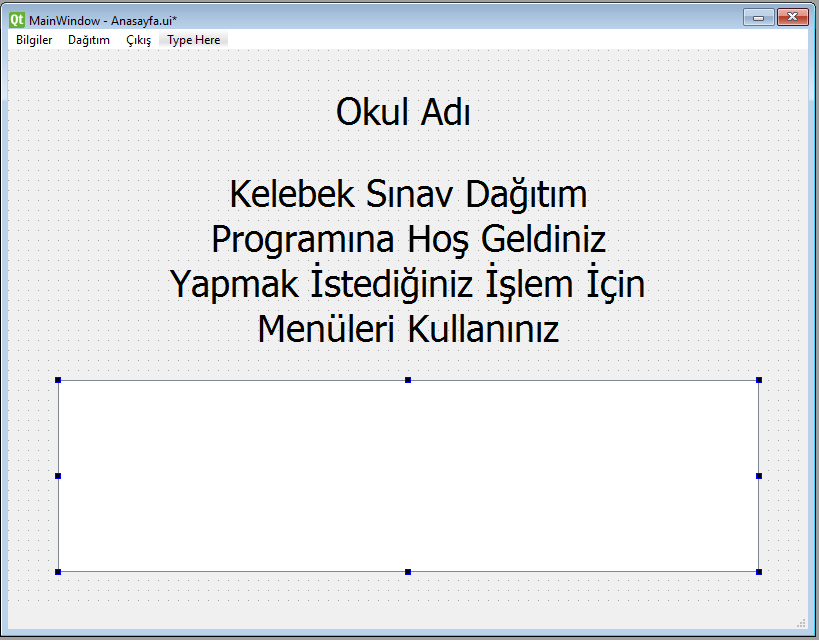 Qt MainWindow - Anasayfa.ui*
Bilgiler Dağıtım Çıkış Type Here
Okul Adı
Kelebek Sınav Dağıtım
Programına Hoş Geldiniz
Yapmak İstediğiniz İşlem İçin
Menüleri Kullanınız